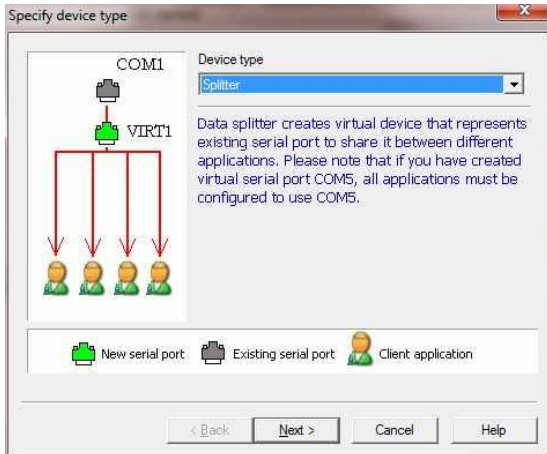 Specify device type
COM1
VIRT1
Device type
Splitter
Data splitter creates virtual device that represents
existing serial port to share it between different
applications. Please note that if you have created
virtual serial port COM5, all applications must be
configured to use COM5.
New serial port
Existing serial port
Client application
< Back
Next >
Cancel
Help